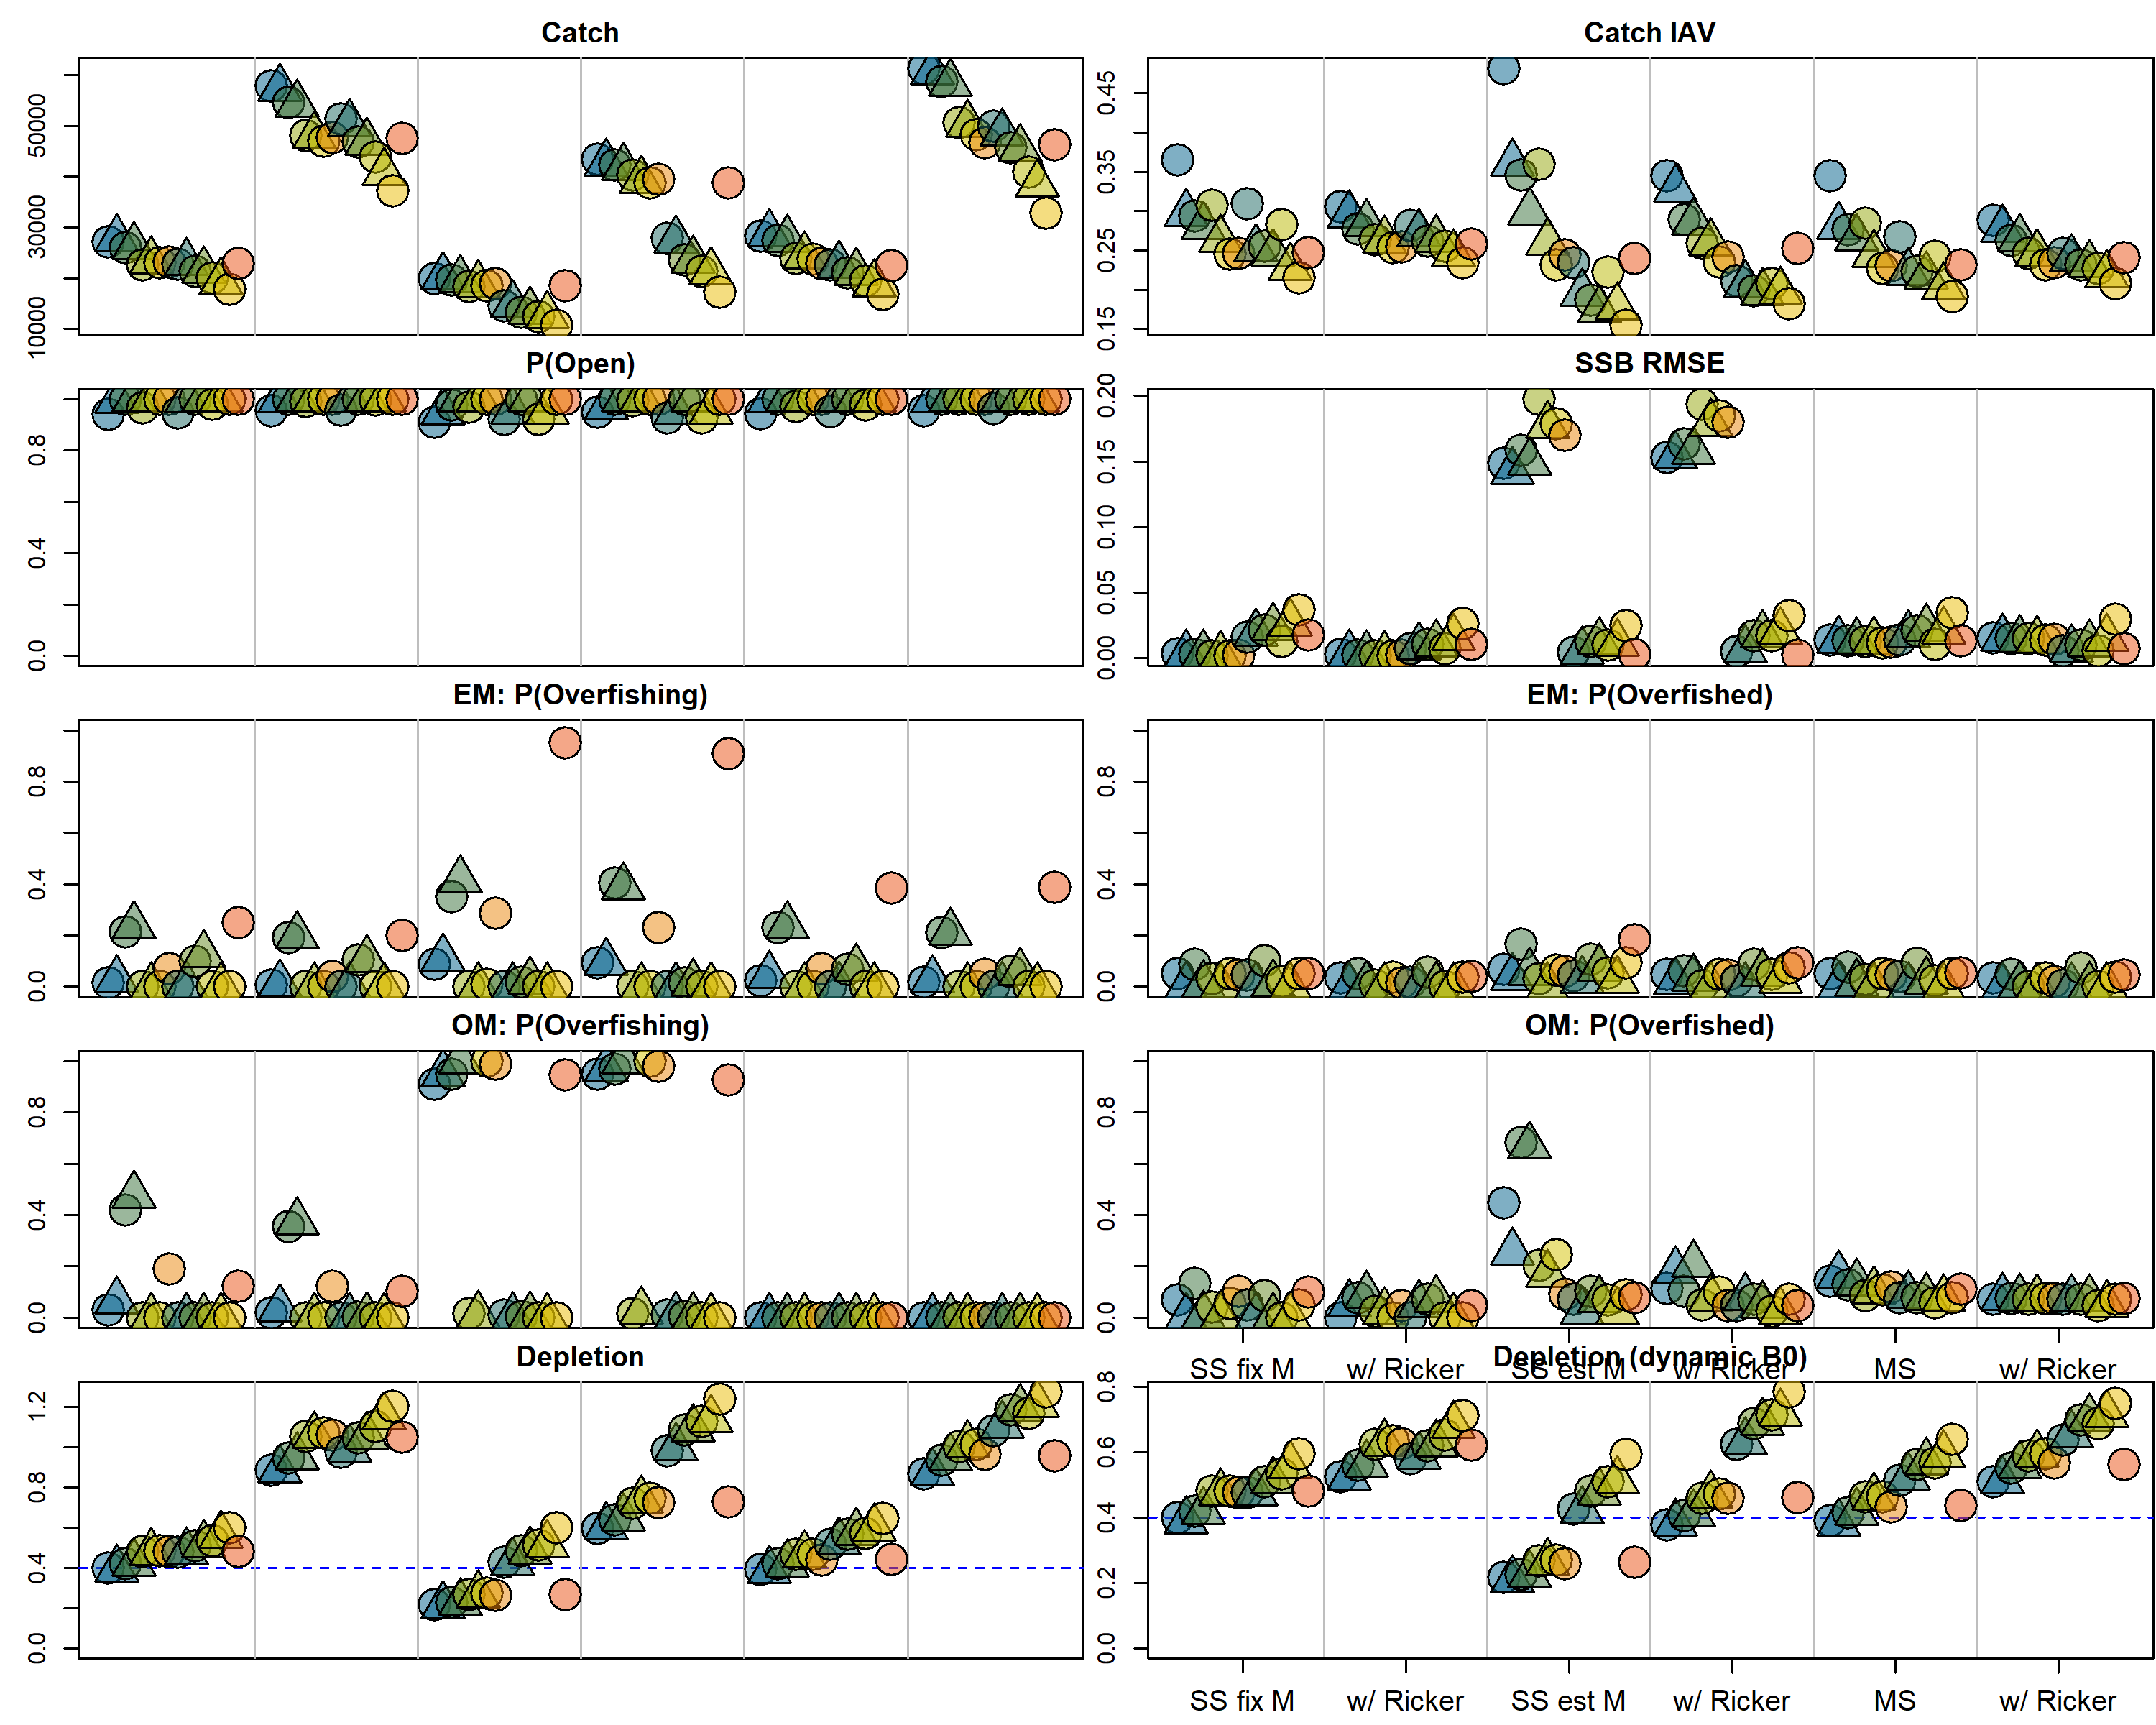 Catch
Catch IAV
10000 30000 50000
0.15 0.25 0.35 0.45
P(Open)
SSB RMSE
0.0 0.4 0.8
0.00 0.05 0.10 0.15 0.20
EM: P(Overfishing)
EM: P(Overfished)
0.0 0.4 0.8
0.0 0.4 0.8
OM: P(Overfishing)
OM: P(Overfished)
0.0 0.4 0.8
0.0 0.4 0.8
SS fix M w/ Ricker SS est M w/ Ricker MS w/ Ricker
Depletion
Depletion (dynamic B0)
0.0 0.4 0.8 1.2
0.0 0.2 0.4 0.6 0.8
SS fix M w/ Ricker SS est M w/ Ricker MS w/ Ricker